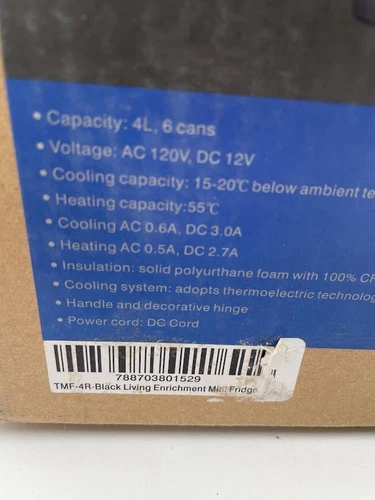 • Capacity: 4L, 6 cans
• Voltage: AC 120V, DC 12V
• Cooling capacity: 15-20℃ below ambient te
• Heating capacity:55℃
• Cooling AC 0.6A, DC 3.0A
• Heating AC 0.5A, DC 2.7A
• Insulation: solid polyurthane foam with 100% CF
• Cooling system: adopts thermoelectric technolog
• Handle and decorative hinge
• Power cord: DC Cord
788703801529
TMF-4R-Black Living Enrichment Mini Fridge